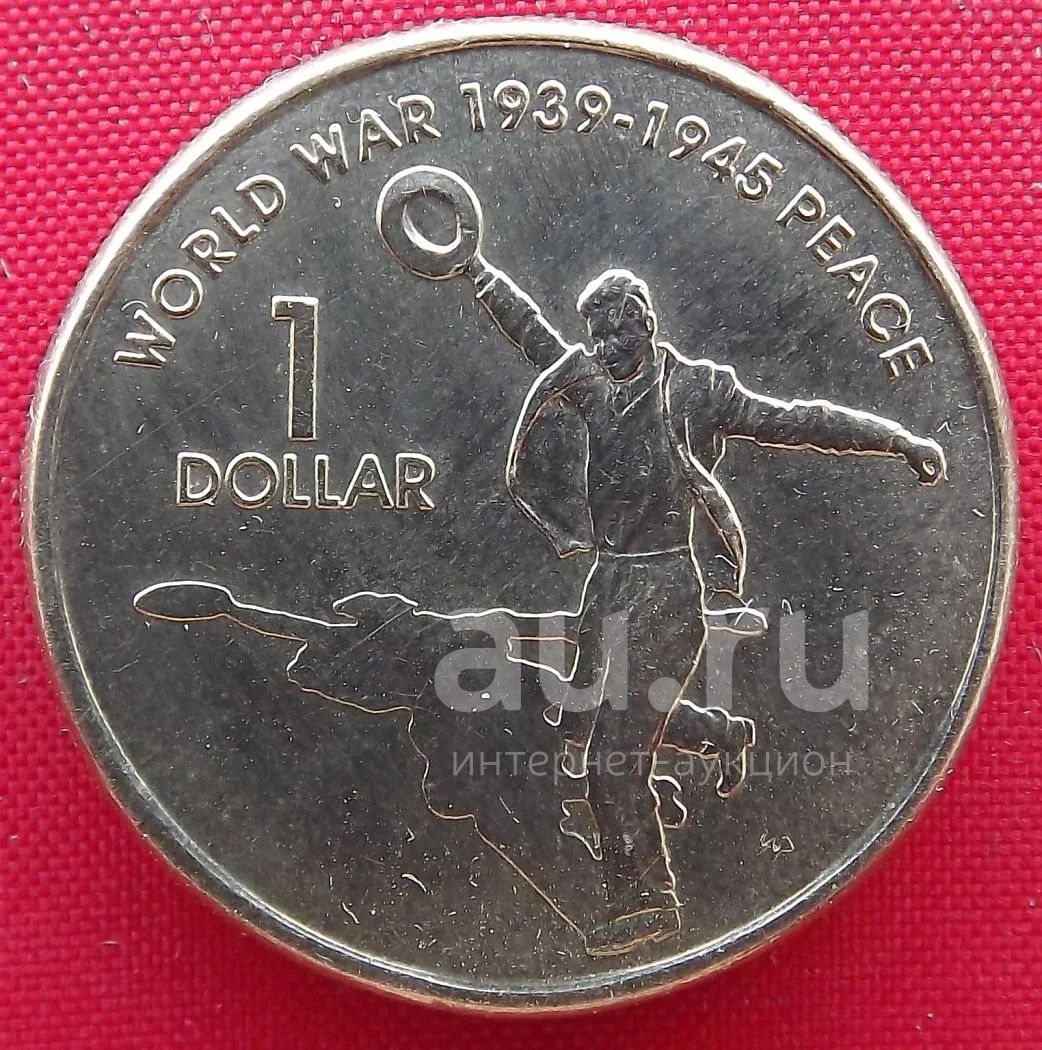 WORLD WAR 1939-1945 PEACE
1
DOLLAR
au.ru
интернет-аукцион